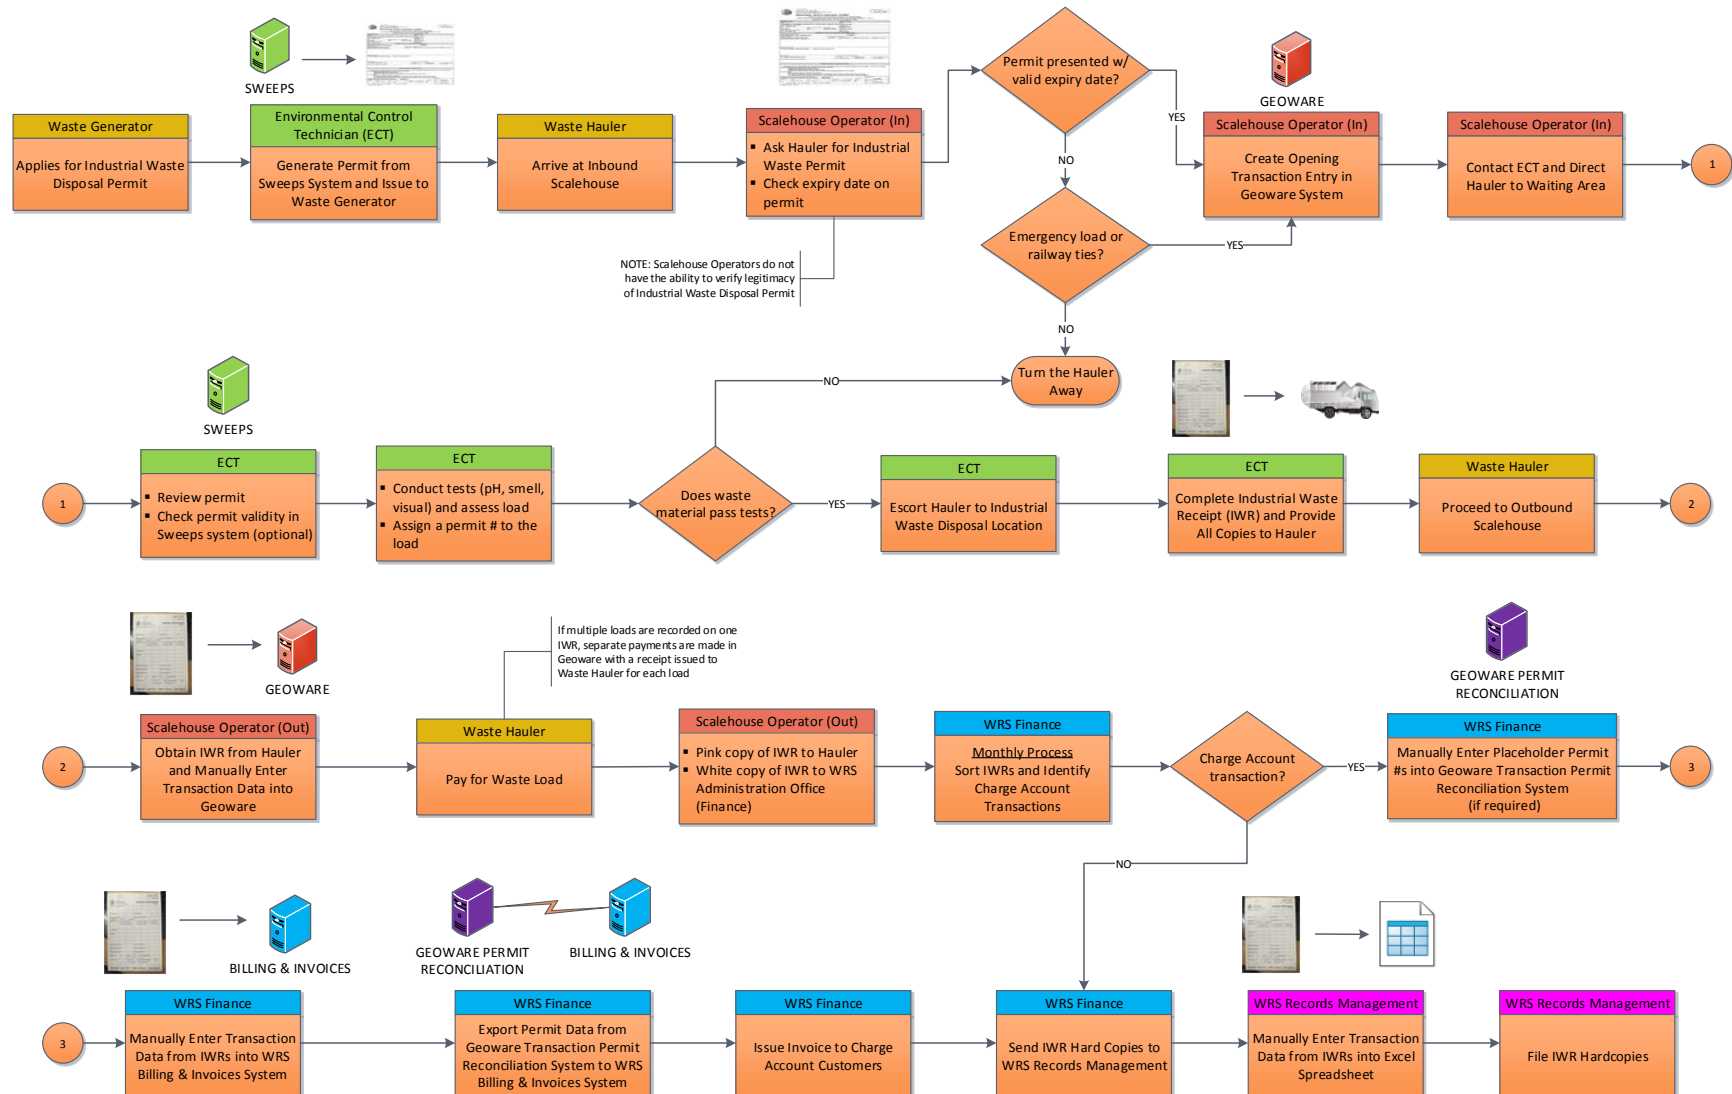 SWEEPS
Waste Generator
Applies for Industrial Waste
Disposal Permit
Environmental Control
Technician (ECT)
Generate Permit from
Sweeps System and Issue to
Waste Generator
Waste Hauler
Arrive at Inbound
Scalehouse
Scalehouse Operator (In)
▪ Ask Hauler for Industrial
Waste Permit
▪ Check expiry date on
permit
NOTE: Scalehouse Operators do not
have the ability to verify legitimacy
of Industrial Waste Disposal Permit
Permit presented w/
valid expiry date?
YES
NO
Emergency load or
railway ties?
YES
NO
Turn the Hauler
Away
GEOWARE
Scalehouse Operator (In)
Create Opening
Transaction Entry in
Geoware System
Scalehouse Operator (In)
Contact ECT and Direct
Hauler to Waiting Area
1
SWEEPS
1
ECT
▪ Review permit
▪ Check permit validity in
Sweeps system (optional)
ECT
▪ Conduct tests (pH, smell,
visual) and assess load
▪ Assign a permit # to the
load
Does waste
material pass tests?
NO
YES
ECT
Escort Hauler to Industrial
Waste Disposal Location
ECT
Complete Industrial Waste
Receipt (IWR) and Provide
All Copies to Hauler
Waste Hauler
Proceed to Outbound
Scalehouse
2
GEOWARE
2
Scalehouse Operator (Out)
Obtain IWR from Hauler
and Manually Enter
Transaction Data into
Geoware
If multiple loads are recorded on one
IWR, separate payments are made in
Geoware with a receipt issued to
Waste Hauler for each load
Waste Hauler
Pay for Waste Load
Scalehouse Operator (Out)
▪ Pink copy of IWR to Hauler
▪ White copy of IWR to WRS
Administration Office
(Finance)
WRS Finance
Monthly Process
Sort IWRs and Identify
Charge Account
Transactions
Charge Account
transaction?
YES
NO
GEOWARE PERMIT
RECONCILIATION
WRS Finance
Manually Enter Placeholder Permit
#s into Geoware Transaction Permit
Reconciliation System
(if required)
3
BILLING & INVOICES
3
WRS Finance
Manually Enter Transaction
Data from IWRs into WRS
Billing & Invoices System
GEOWARE PERMIT
RECONCILIATION
BILLING & INVOICES
WRS Finance
Export Permit Data from
Geoware Transaction Permit
Reconciliation System to WRS
Billing & Invoices System
WRS Finance
Issue Invoice to Charge
Account Customers
WRS Finance
Send IWR Hard Copies to
WRS Records Management
WRS Records Management
Manually Enter Transaction
Data from IWRs into Excel
Spreadsheet
WRS Records Management
File IWR Hardcopies